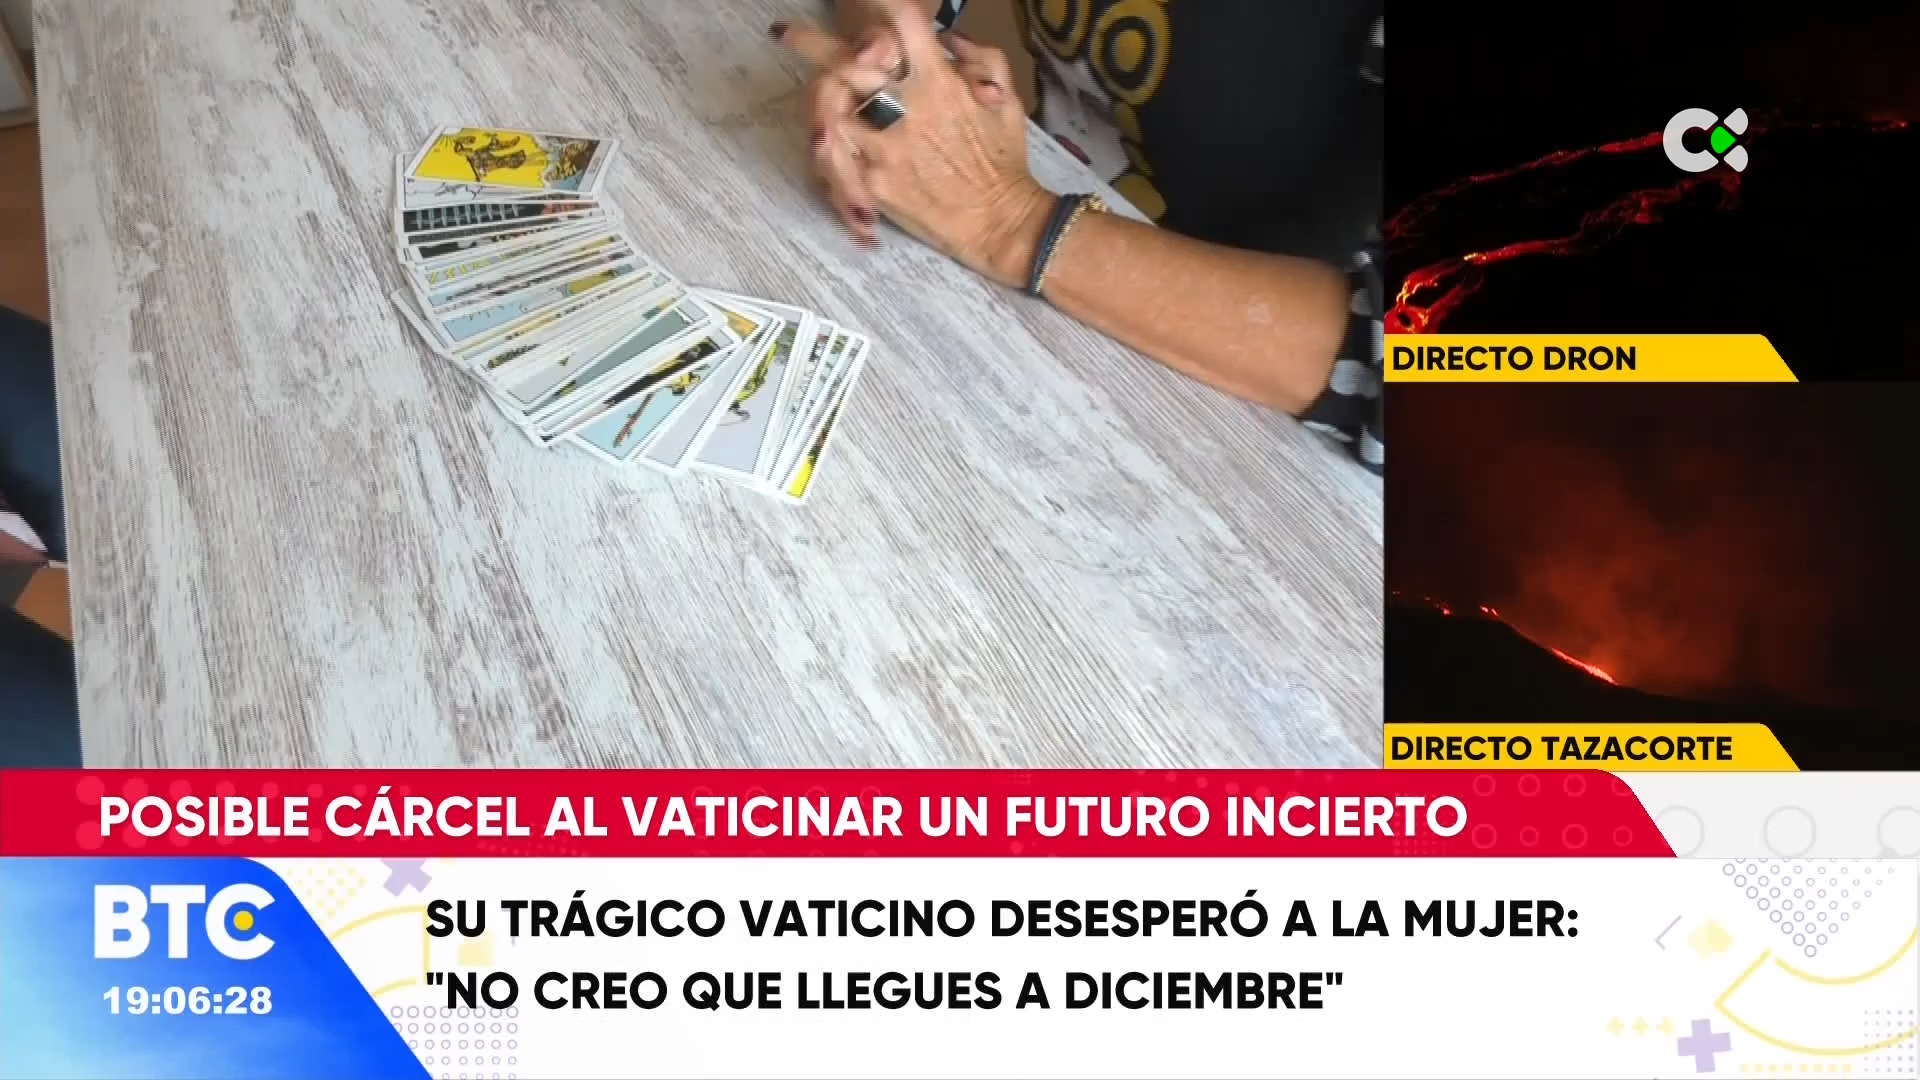 DIRECTO DRON
DIRECTO TAZACORTE
POSIBLE CÁRCEL AL VATICINAR UN FUTURO INCIERTO
BTC
19:06:28
SU TRÁGICO VATICINO DESESPERÓ A LA MUJER:
"NO CREO QUE LLEGUES A DICIEMBRE"